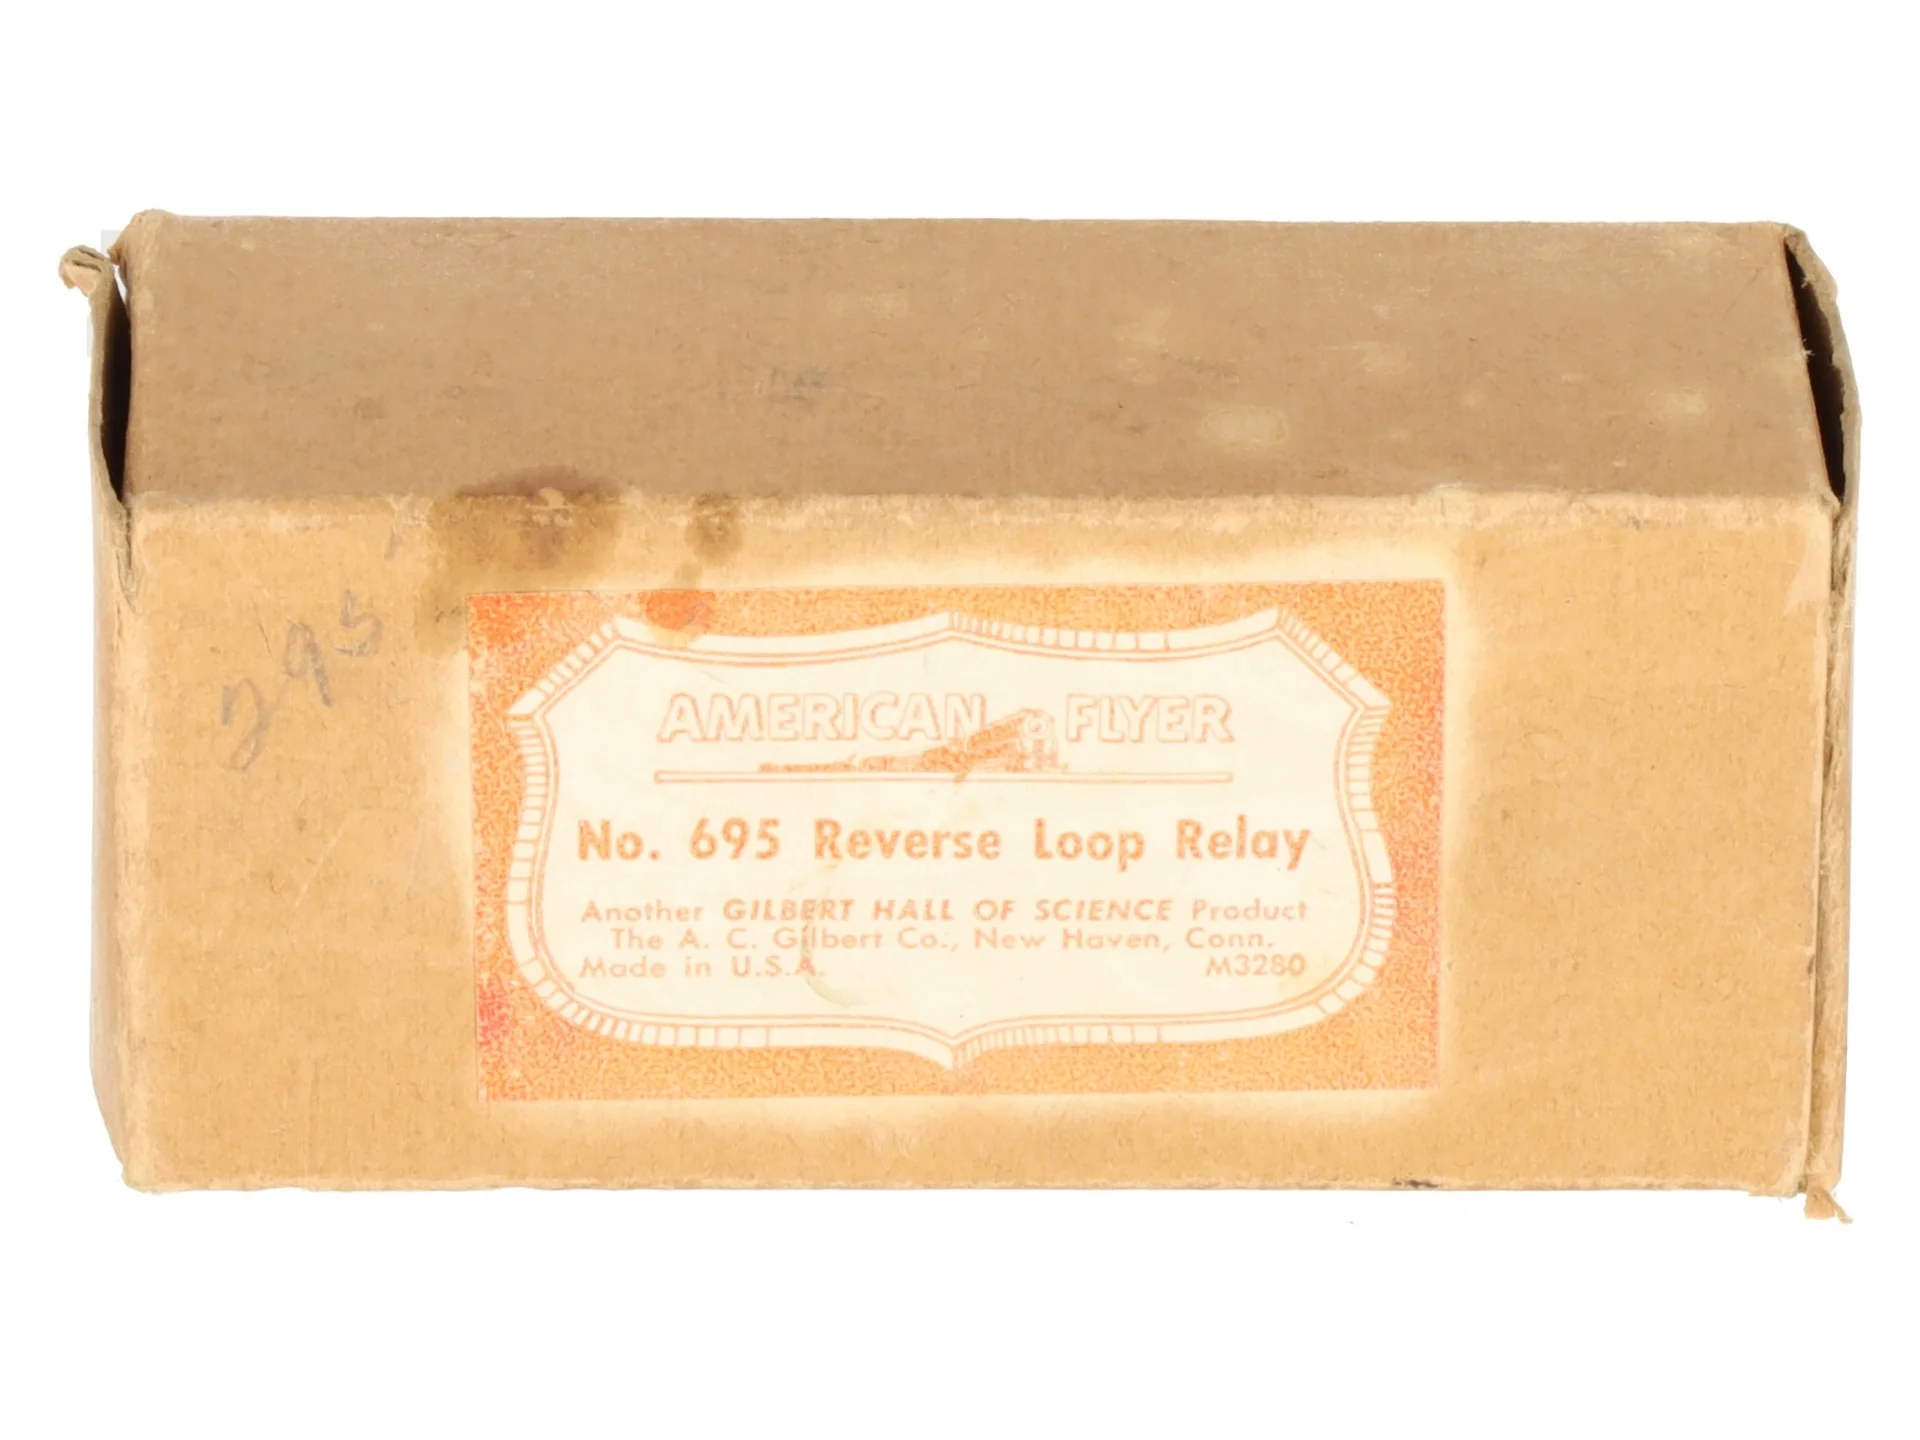 295
AMERICAN FLYER
No. 695 Reverse Loop Relay
Another GILBERT HALL OF SCIENCE Product
The A. C. Gilbert Co., New Haven, Conn.
Made in U.S.A. M3280